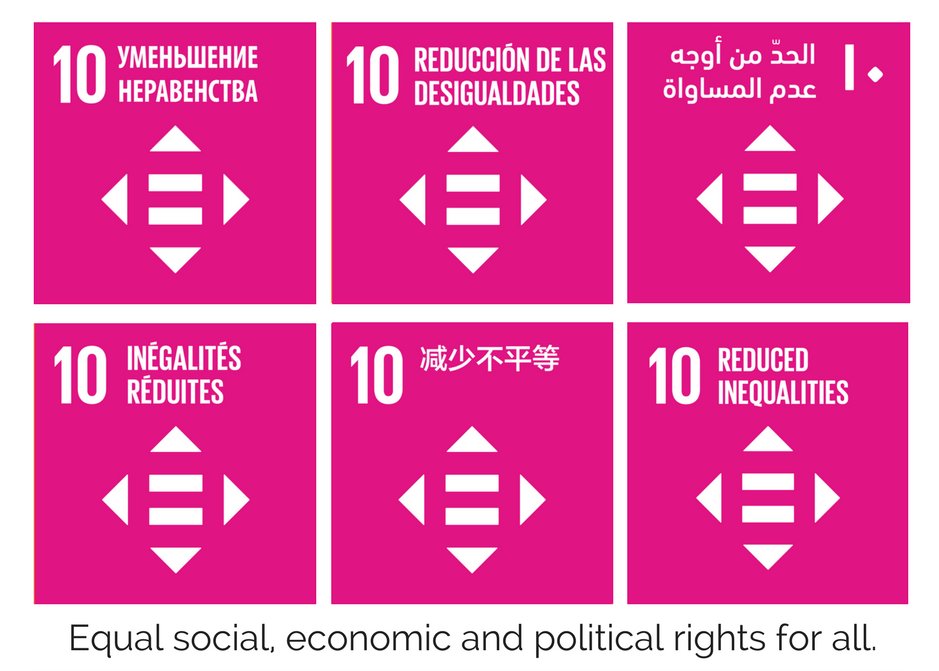 10 УМЕНЬШЕНИЕ
НЕРАВЕНСТВА
10 REDUCCIÓN DE LAS
DESIGUALDADES
١٠ الحدّ من أوجه
عدم المساواة
10 INÉGALITÉS
RÉDUITES
10 减少不平等
10 REDUCED
INEQUALITIES
Equal social, economic and political rights for all.